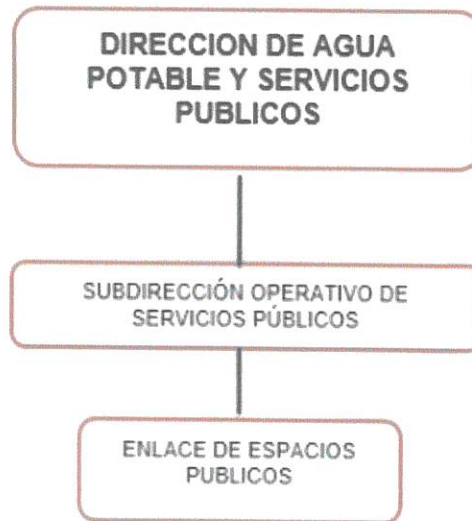 DIRECCION DE AGUA
POTABLE Y SERVICIOS
PUBLICOS
SUBDIRECCIÓN OPERATIVO DE
SERVICIOS PÚBLICOS
ENLACE DE ESPACIOS
PUBLICOS